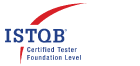 ISTQB®
Certified Tester
Foundation Level